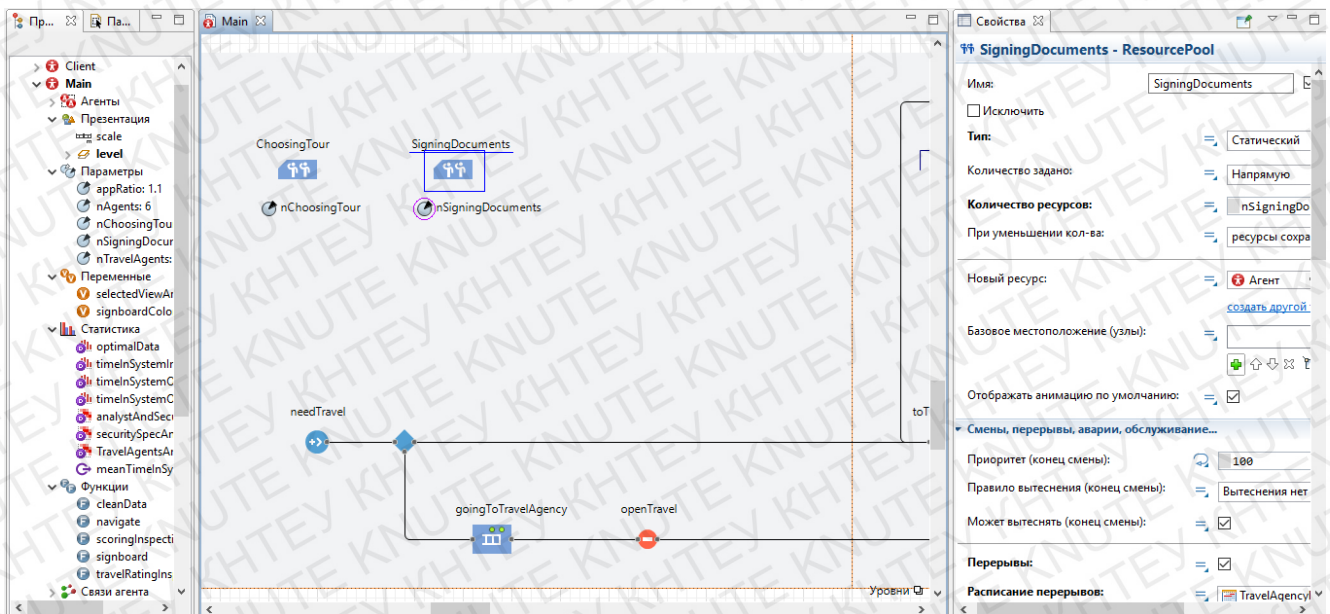 Пр...
Па...
Client
Main
Агенты
Презентация
scale
level
Параметры
appRatio: 1.1
nAgents: 6
nChoosingTou
nSigningDocur
nTravelAgents:
Переменные
selectedViewAr
signboardColo
Статистика
optimalData
timeInSystemIr
timeInSystemC
timeInSystemC
analystAndSecu
securitySpecAr
TravelAgentsAr
meanTimeInSy
Функции
cleanData
navigate
scoringInspecti
signboard
travelRatingIns
Связи агента
Main
ChoosingTour
SigningDocuments
nChoosingTour
nSigningDocuments
needTravel
toT
goingToTravelAgency
openTravel
Уровни
Свойства
SigningDocuments - ResourcePool
Имя: SigningDocuments
Исключить
Тип: Статический
Количество задано: Напрямую
Количество ресурсов: nSigningDo
При уменьшении кол-ва: ресурсы сохра
Новый ресурс: Агент
создать другой
Базовое местоположение (узлы):
Отображать анимацию по умолчанию:
Смены, перерывы, аварии, обслуживание...
Приоритет (конец смены): 100
Правило вытеснения (конец смены): Вытеснения нет
Может вытеснять (конец смены):
Перерывы:
Расписание перерывов: TravelAgencyl
KNUTE KHTEY KNUTE KHTEY